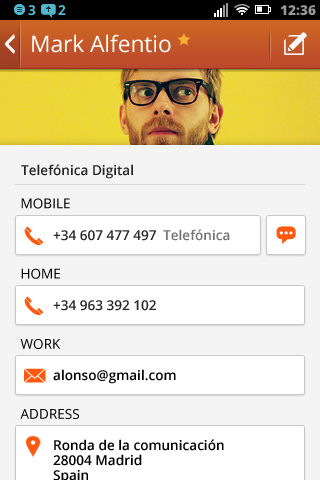 3 2 12:36
Mark Alfentio
Telefónica Digital
MOBILE
+34 607 477 497 Telefónica
HOME
+34 963 392 102
WORK
alonso@gmail.com
ADDRESS
Ronda de la comunicación
28004 Madrid
Spain